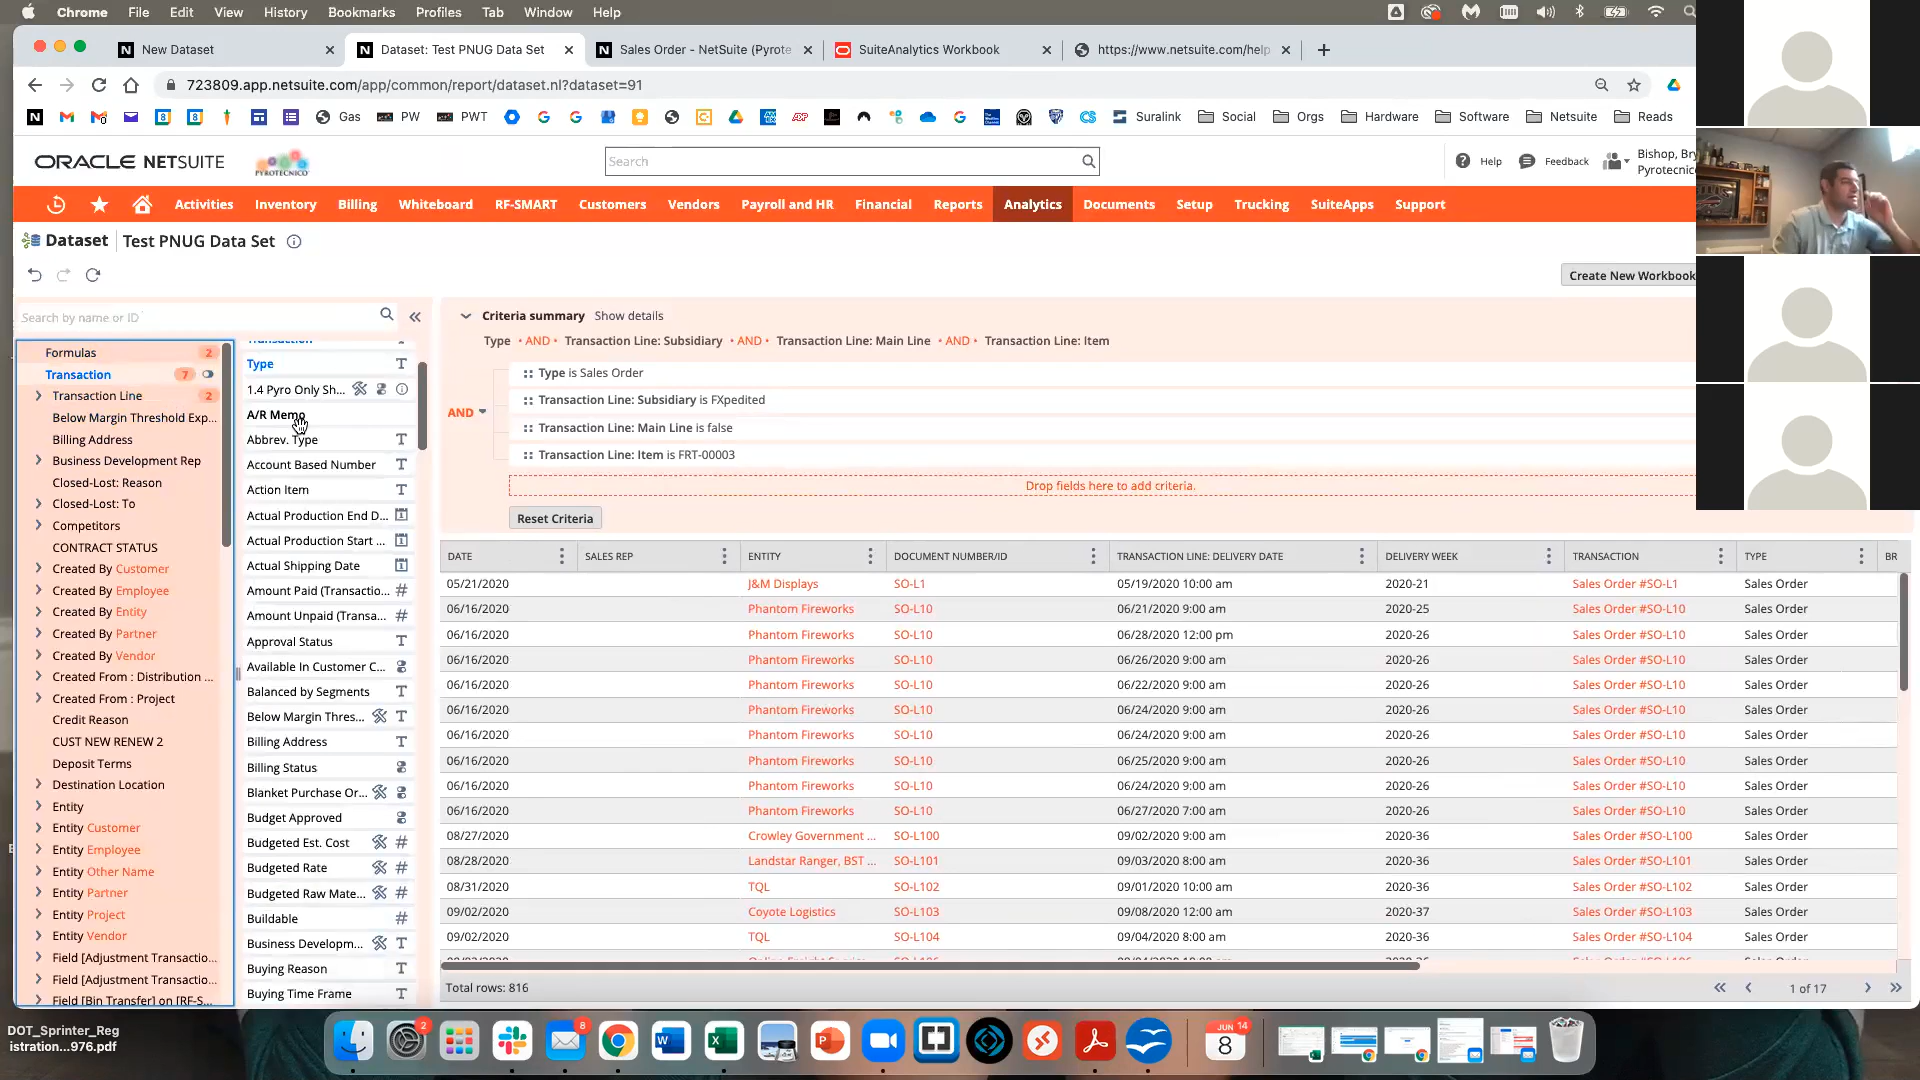 Chrome File Edit View History Bookmarks Profiles Tab Window Help
New Dataset
Dataset: Test PNUG Data Set
Sales Order - NetSuite (Pyrote
SuiteAnalytics Workbook
https://www.netsuite.com/help
723809.app.netsuite.com/app/common/report/dataset.nl?dataset=91
Gas PW PWT Suralink Social Orgs Hardware Software Netsuite Reads
ORACLE NETSUITE
PYROTECNICO
Search
Help
Feedback
Bishop, Br
Pyrotecnic
Activities Inventory Billing Whiteboard RF-SMART Customers Vendors Payroll and HR Financial Reports Analytics Documents Setup Trucking SuiteApps Support
Dataset
Test PNUG Data Set
Create New Workbook
Search by name or ID
Formulas 2
Transaction 7
Transaction Line 2
Below Margin Threshold Exp...
Billing Address
Business Development Rep
Closed-Lost: Reason
Closed-Lost: To
Competitors
CONTRACT STATUS
Created By Customer
Created By Employee
Created By Entity
Created By Partner
Created By Vendor
Created From : Distribution ...
Created From : Project
Credit Reason
CUST NEW RENEW 2
Deposit Terms
Destination Location
Entity
Entity Customer
Entity Employee
Entity Other Name
Entity Partner
Entity Project
Entity Vendor
Field [Adjustment Transactio...
Field [Adjustment Transactio...
Field [Bin Transfer] on [RF-S...
Transaction
Type
1.4 Pyro Only Sh...
A/R Memo
Abbrev. Type
Account Based Number
Action Item
Actual Production End D...
Actual Production Start ...
Actual Shipping Date
Amount Paid (Transactio...
Amount Unpaid (Transa...
Approval Status
Available In Customer C...
Balanced by Segments
Below Margin Thres...
Billing Address
Billing Status
Blanket Purchase Or...
Budget Approved
Budgeted Est. Cost
Budgeted Rate
Budgeted Raw Mate...
Buildable
Business Developm...
Buying Reason
Buying Time Frame
Criteria summary Show details
Type • AND • Transaction Line: Subsidiary • AND • Transaction Line: Main Line • AND • Transaction Line: Item
AND
Type is Sales Order
Transaction Line: Subsidiary is FXpedited
Transaction Line: Main Line is false
Transaction Line: Item is FRT-00003
Drop fields here to add criteria.
Reset Criteria
DATE SALES REP ENTITY DOCUMENT NUMBER/ID TRANSACTION LINE: DELIVERY DATE DELIVERY WEEK TRANSACTION TYPE BR
05/21/2020 J&M Displays SO-L1 05/19/2020 10:00 am 2020-21 Sales Order #SO-L1 Sales Order
06/16/2020 Phantom Fireworks SO-L10 06/21/2020 9:00 am 2020-25 Sales Order #SO-L10 Sales Order
06/16/2020 Phantom Fireworks SO-L10 06/28/2020 12:00 pm 2020-26 Sales Order #SO-L10 Sales Order
06/16/2020 Phantom Fireworks SO-L10 06/26/2020 9:00 am 2020-26 Sales Order #SO-L10 Sales Order
06/16/2020 Phantom Fireworks SO-L10 06/22/2020 9:00 am 2020-26 Sales Order #SO-L10 Sales Order
06/16/2020 Phantom Fireworks SO-L10 06/24/2020 9:00 am 2020-26 Sales Order #SO-L10 Sales Order
06/16/2020 Phantom Fireworks SO-L10 06/24/2020 9:00 am 2020-26 Sales Order #SO-L10 Sales Order
06/16/2020 Phantom Fireworks SO-L10 06/25/2020 9:00 am 2020-26 Sales Order #SO-L10 Sales Order
06/16/2020 Phantom Fireworks SO-L10 06/24/2020 9:00 am 2020-26 Sales Order #SO-L10 Sales Order
06/16/2020 Phantom Fireworks SO-L10 06/27/2020 7:00 am 2020-26 Sales Order #SO-L10 Sales Order
08/27/2020 Crowley Government ... SO-L100 09/02/2020 9:00 am 2020-36 Sales Order #SO-L100 Sales Order
08/28/2020 Landstar Ranger, BST ... SO-L101 09/03/2020 8:00 am 2020-36 Sales Order #SO-L101 Sales Order
08/31/2020 TQL SO-L102 09/01/2020 10:00 am 2020-36 Sales Order #SO-L102 Sales Order
09/02/2020 Coyote Logistics SO-L103 09/08/2020 12:00 am 2020-37 Sales Order #SO-L103 Sales Order
09/02/2020 TQL SO-L104 09/04/2020 8:00 am 2020-36 Sales Order #SO-L104 Sales Order
Total rows: 816
1 of 17
DOT_Sprinter_Reg
istration...976.pdf
2
8
JUN 14
8